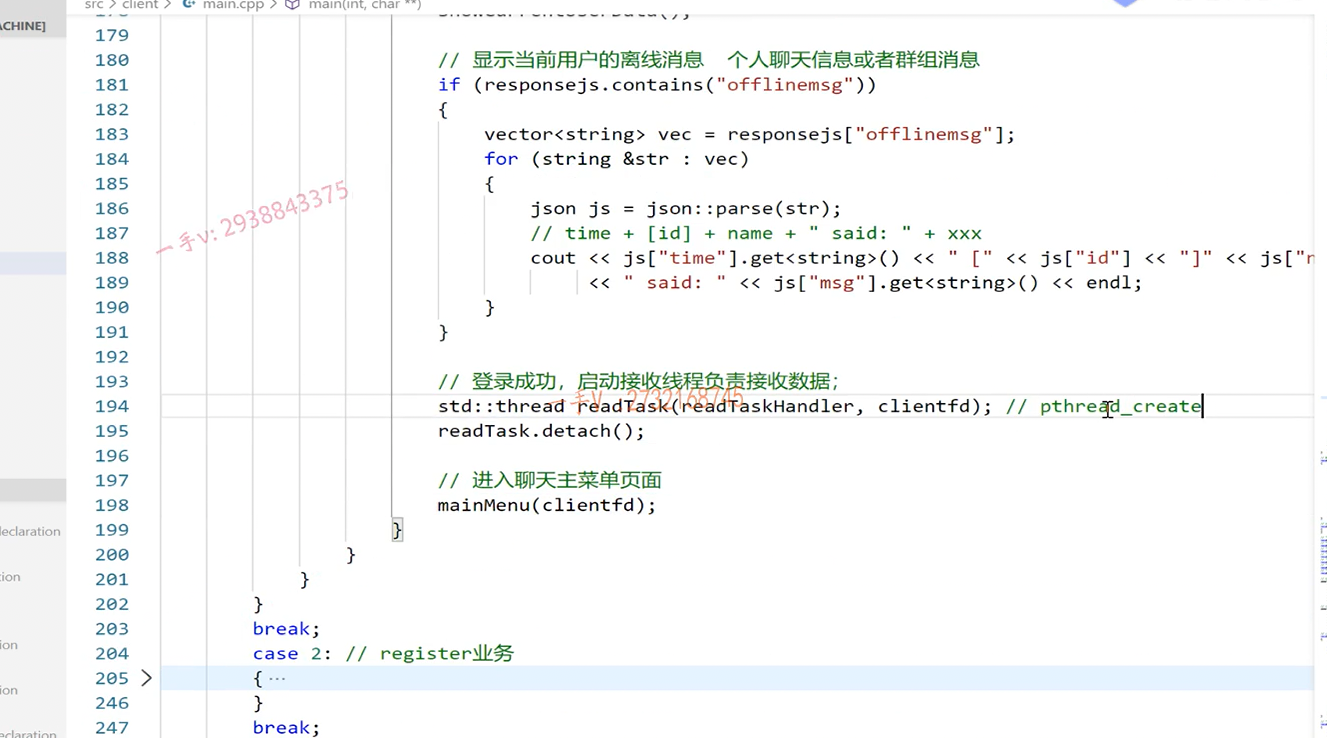 src > client > main.cpp > main(int, char **)
ACHINE]
179
180 // 显示当前用户的离线消息 个人聊天信息或者群组消息
181 if (responsejs.contains("offlinemsg"))
182 {
183 vector<string> vec = responsejs["offlinemsg"];
184 for (string &str : vec)
185 {
186 json js = json::parse(str);
187 // time + [id] + name + " said: " + xxx
188 cout << js["time"].get<string>() << " [" << js["id"] << "]" << js["n
189 << " said: " << js["msg"].get<string>() << endl;
190 }
191 }
192
193 // 登录成功，启动接收线程负责接收数据;
194 std::thread readTask(readTaskHandler, clientfd); // pthread_create
195 readTask.detach();
196
197 // 进入聊天主菜单页面
198 mainMenu(clientfd);
199 }
200 }
201 }
202 }
203 break;
204 case 2: // register业务
205 { ···
246 }
247 break;
一手v: 2938843375
一手V: 2732168745
declaration
ion
ion
ion
eclaration